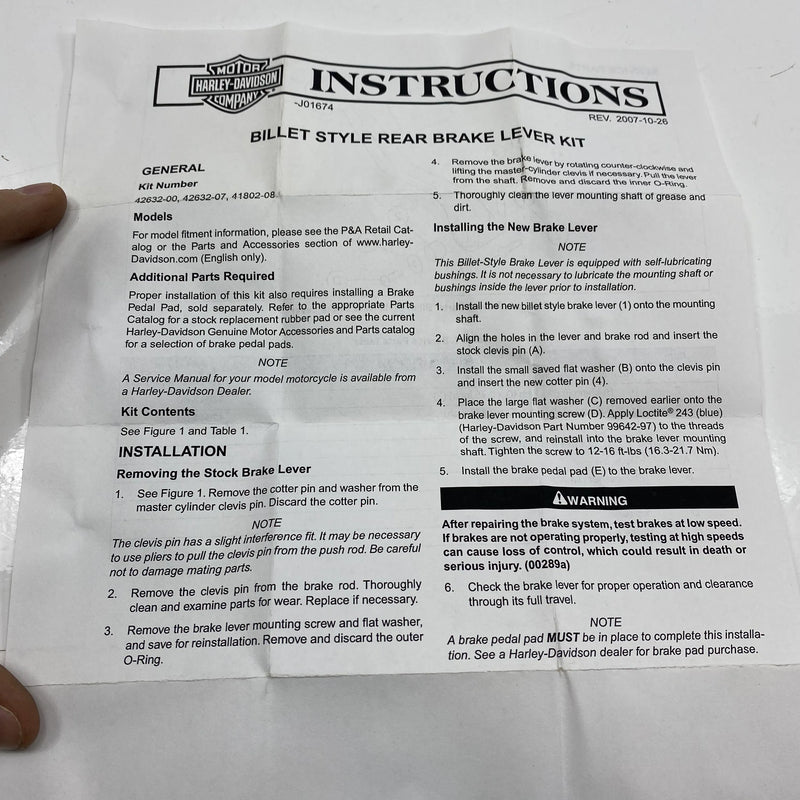 MOTOR
HARLEY-DAVIDSON
COMPANY
INSTRUCTIONS
-J01674
REV. 2007-10-26
BILLET STYLE REAR BRAKE LEVER KIT
GENERAL
Kit Number
42632-00, 42632-07, 41802-08
Models
For model fitment information, please see the P&A Retail Cat-
alog or the Parts and Accessories section of www.harley-
Davidson.com (English only).
Additional Parts Required
Proper installation of this kit also requires installing a Brake
Pedal Pad, sold separately. Refer to the appropriate Parts
Catalog for a stock replacement rubber pad or see the current
Harley-Davidson Genuine Motor Accessories and Parts catalog
for a selection of brake pedal pads.
NOTE
A Service Manual for your model motorcycle is available from
a Harley-Davidson Dealer.
Kit Contents
See Figure 1 and Table 1.
INSTALLATION
Removing the Stock Brake Lever
1. See Figure 1. Remove the cotter pin and washer from the
master cylinder clevis pin. Discard the cotter pin.
NOTE
The clevis pin has a slight interference fit. It may be necessary
to use pliers to pull the clevis pin from the push rod. Be careful
not to damage mating parts.
2. Remove the clevis pin from the brake rod. Thoroughly
clean and examine parts for wear. Replace if necessary.
3. Remove the brake lever mounting screw and flat washer,
and save for reinstallation. Remove and discard the outer
O-Ring.
4. Remove the brake lever by rotating counter-clockwise and
lifting the master-cylinder clevis if necessary. Pull the lever
from the shaft. Remove and discard the inner O-Ring.
5. Thoroughly clean the lever mounting shaft of grease and
dirt.
Installing the New Brake Lever
NOTE
This Billet-Style Brake Lever is equipped with self-lubricating
bushings. It is not necessary to lubricate the mounting shaft or
bushings inside the lever prior to installation.
1. Install the new billet style brake lever (1) onto the mounting
shaft.
2. Align the holes in the lever and brake rod and insert the
stock clevis pin (A).
3. Install the small saved flat washer (B) onto the clevis pin
and insert the new cotter pin (4).
4. Place the large flat washer (C) removed earlier onto the
brake lever mounting screw (D). Apply Loctite® 243 (blue)
(Harley-Davidson Part Number 99642-97) to the threads
of the screw, and reinstall into the brake lever mounting
shaft. Tighten the screw to 12-16 ft-lbs (16.3-21.7 Nm).
5. Install the brake pedal pad (E) to the brake lever.
WARNING
After repairing the brake system, test brakes at low speed.
If brakes are not operating properly, testing at high speeds
can cause loss of control, which could result in death or
serious injury. (00289a)
6. Check the brake lever for proper operation and clearance
through its full travel.
NOTE
A brake pedal pad MUST be in place to complete this installa-
tion. See a Harley-Davidson dealer for brake pad purchase.